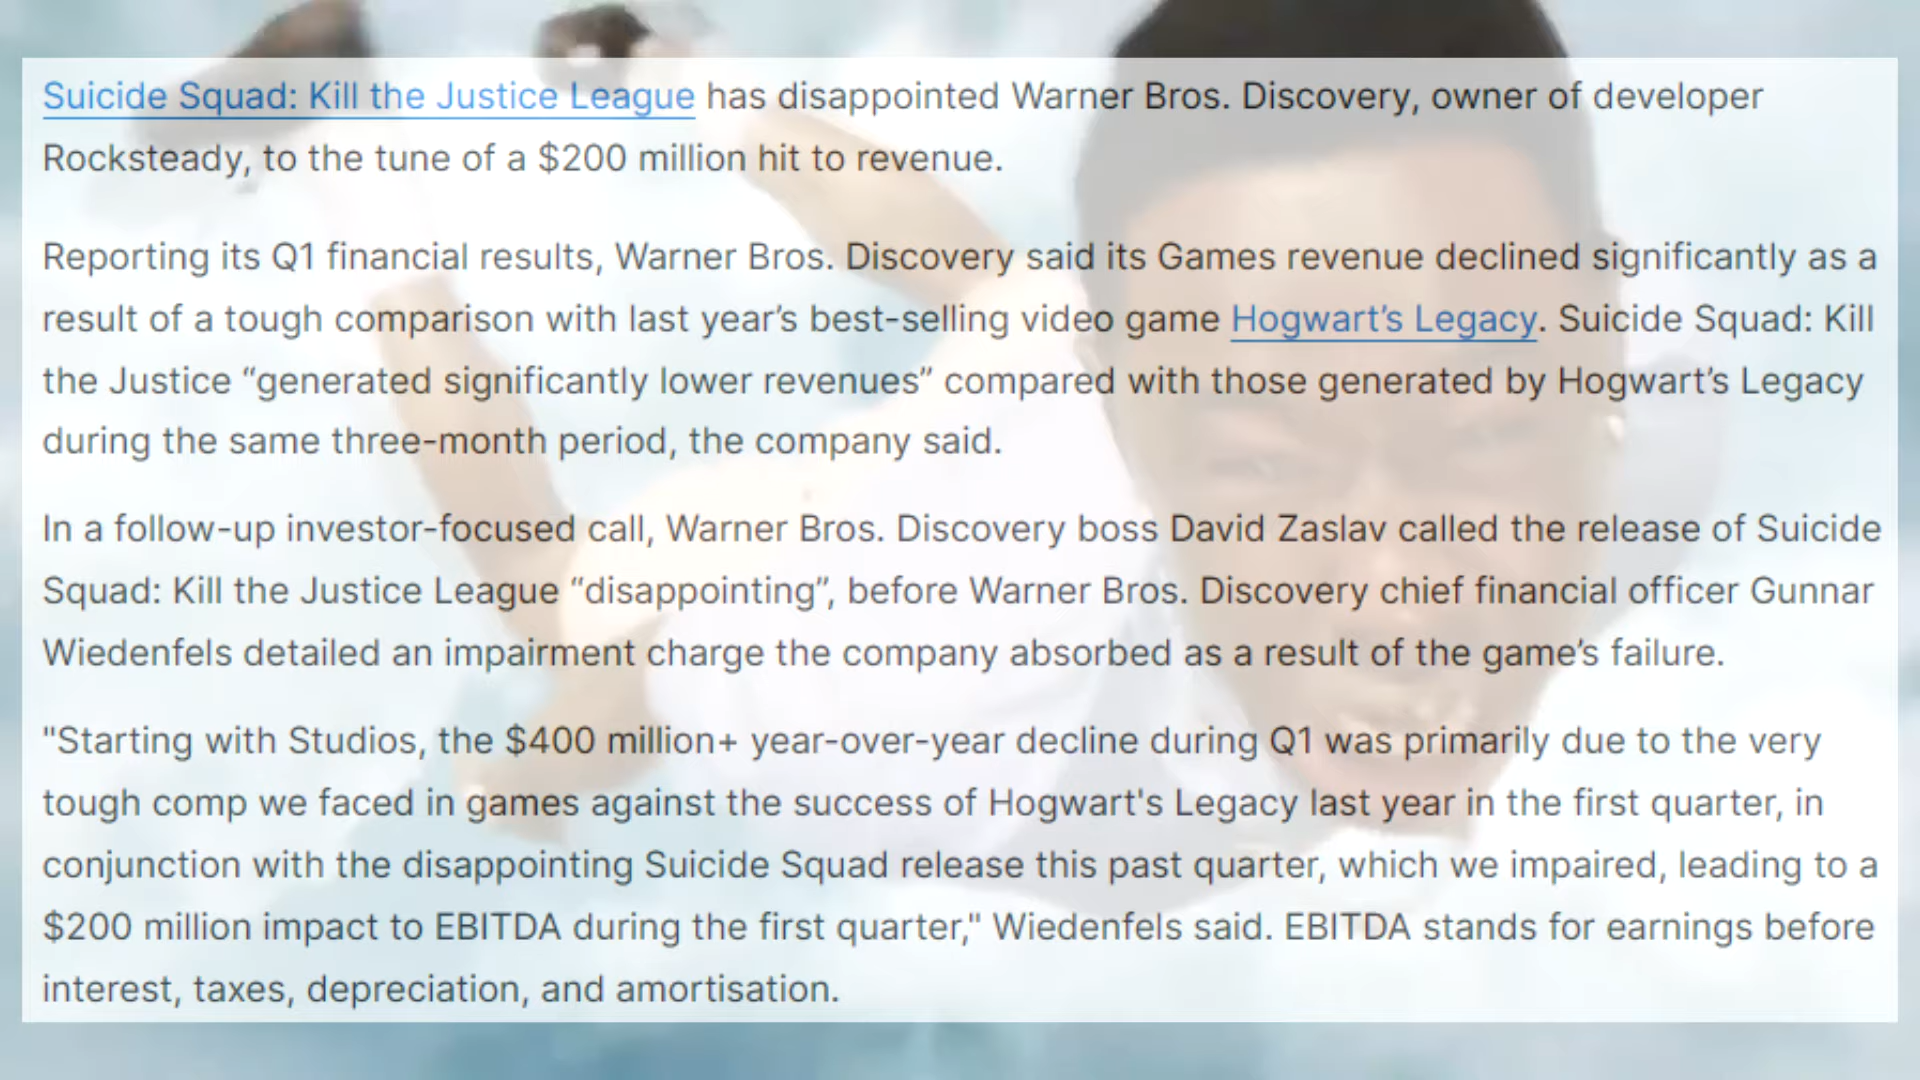 Suicide Squad: Kill the Justice League has disappointed Warner Bros. Discovery, owner of developer
Rocksteady, to the tune of a $200 million hit to revenue.
Reporting its Q1 financial results, Warner Bros. Discovery said its Games revenue declined significantly as a
result of a tough comparison with last year’s best-selling video game Hogwart’s Legacy. Suicide Squad: Kill
the Justice “generated significantly lower revenues” compared with those generated by Hogwart’s Legacy
during the same three-month period, the company said.
In a follow-up investor-focused call, Warner Bros. Discovery boss David Zaslav called the release of Suicide
Squad: Kill the Justice League “disappointing”, before Warner Bros. Discovery chief financial officer Gunnar
Wiedenfels detailed an impairment charge the company absorbed as a result of the game’s failure.
"Starting with Studios, the $400 million+ year-over-year decline during Q1 was primarily due to the very
tough comp we faced in games against the success of Hogwart's Legacy last year in the first quarter, in
conjunction with the disappointing Suicide Squad release this past quarter, which we impaired, leading to a
$200 million impact to EBITDA during the first quarter," Wiedenfels said. EBITDA stands for earnings before
interest, taxes, depreciation, and amortisation.